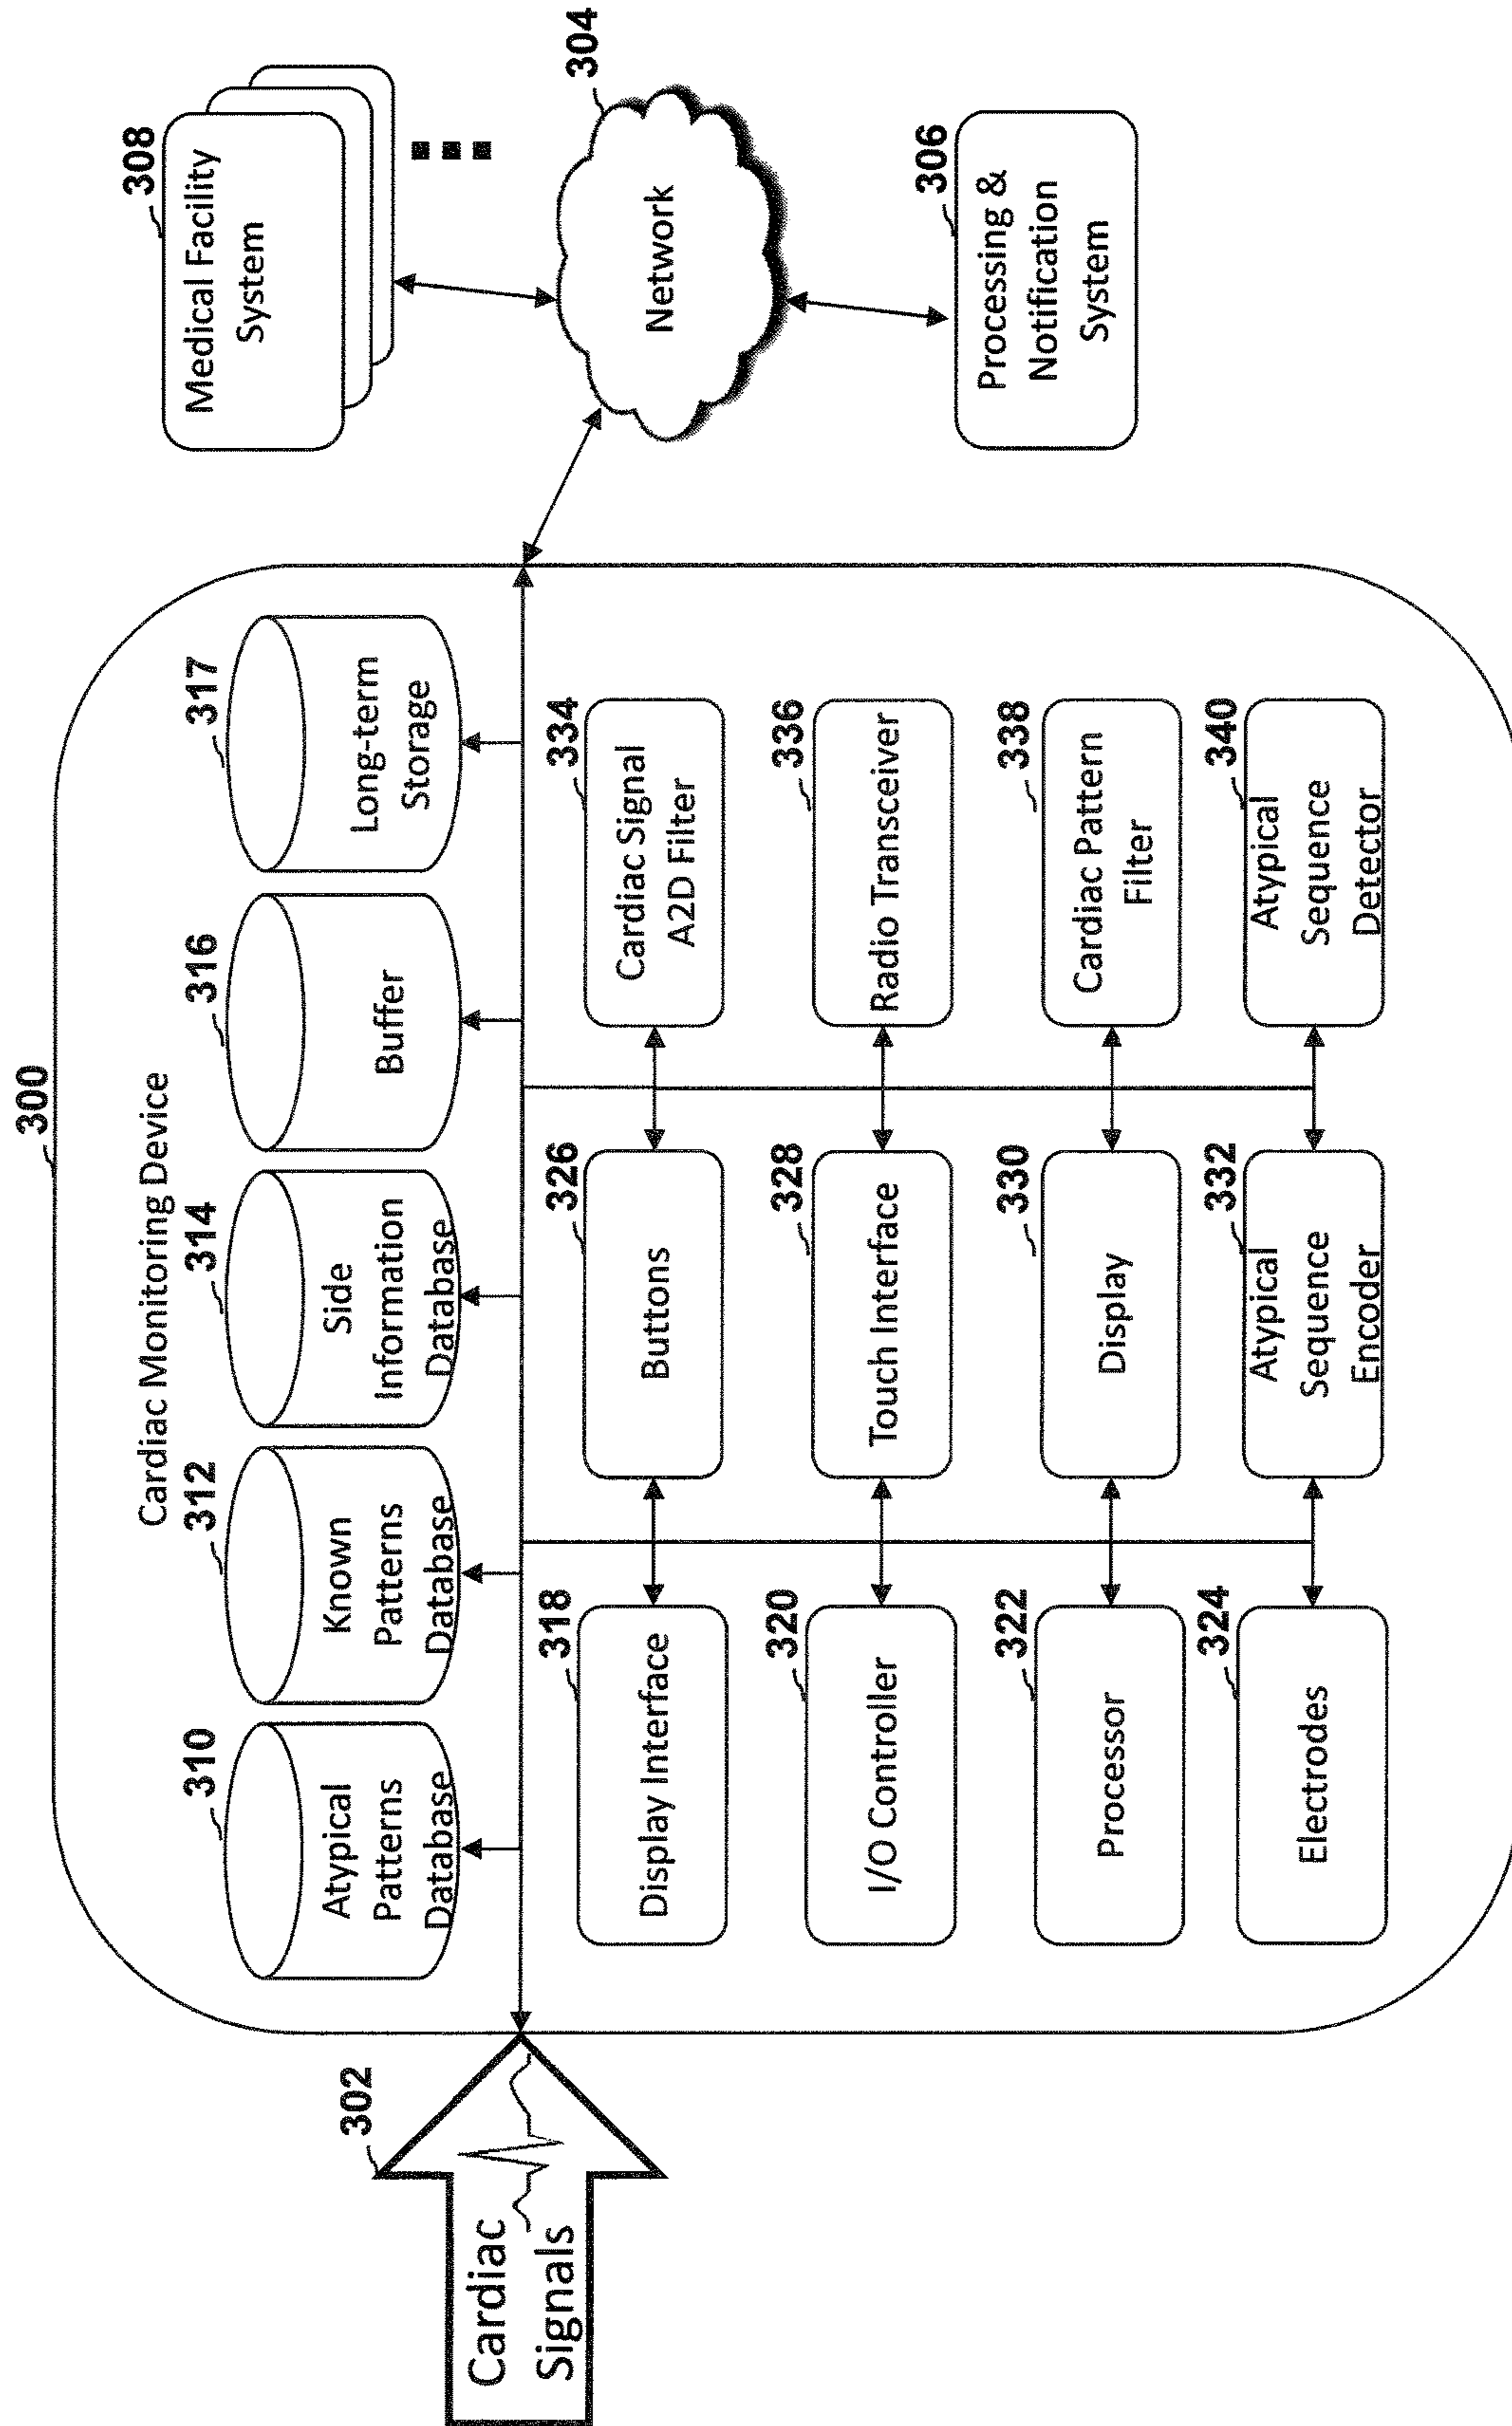 300
Cardiac Monitoring Device
302
Cardiac
Signals
310
Atypical
Patterns
Database
312
Known
Patterns
Database
314
Side
Information
Database
316
Buffer
317
Long-term
Storage
318
Display Interface
326
Buttons
334
Cardiac Signal
A2D Filter
320
I/O Controller
328
Touch Interface
336
Radio Transceiver
322
Processor
330
Display
338
Cardiac Pattern
Filter
324
Electrodes
332
Atypical
Sequence
Encoder
340
Atypical
Sequence
Detector
308
Medical Facility
System
304
Network
306
Processing &
Notification
System